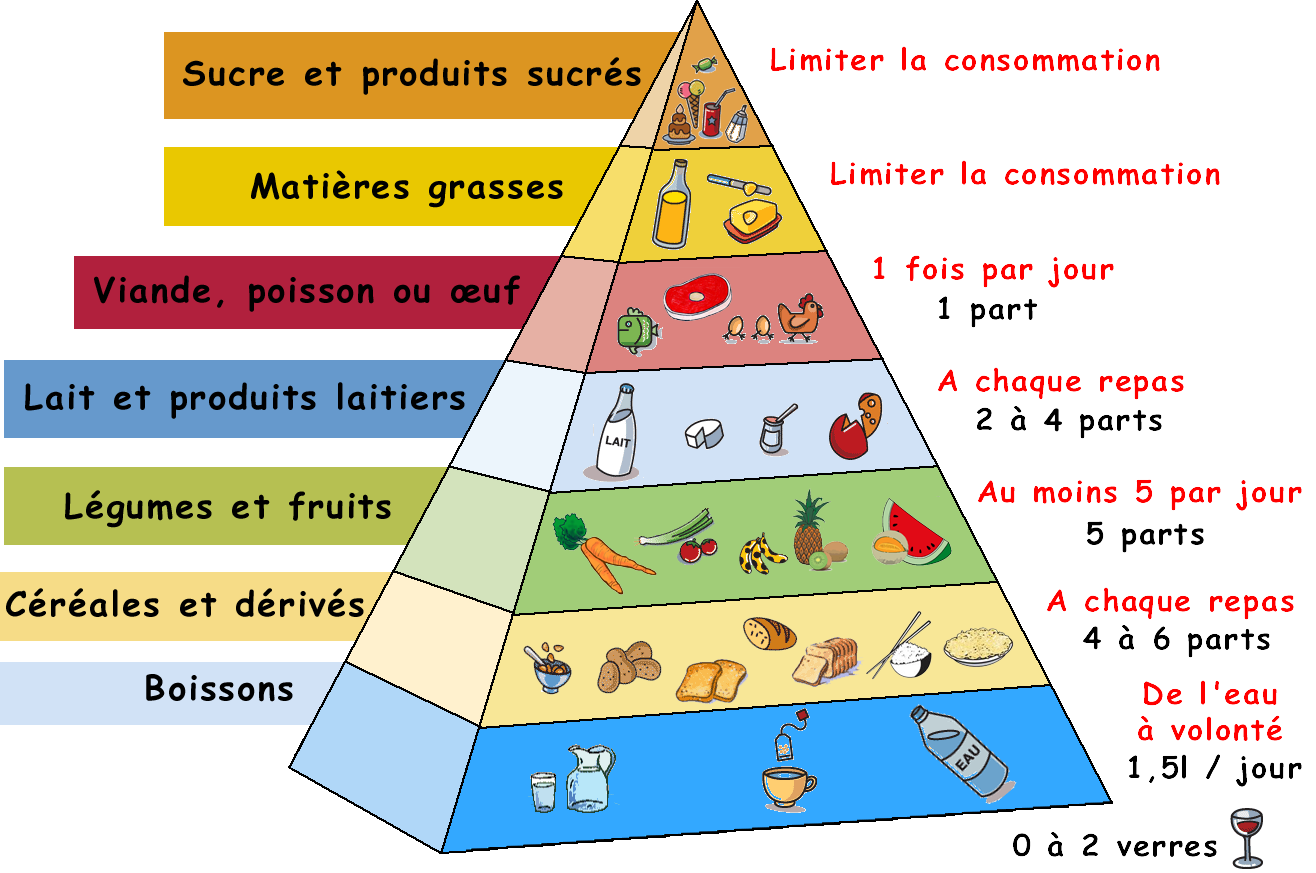 Sucre et produits sucrés
Limiter la consommation
Matières grasses
Limiter la consommation
Viande, poisson ou œuf
1 fois par jour
1 part
Lait et produits laitiers
LAIT
A chaque repas
2 à 4 parts
Légumes et fruits
Au moins 5 par jour
5 parts
Céréales et dérivés
A chaque repas
4 à 6 parts
Boissons
EAU
De l'eau
à volonté
1,5l / jour
0 à 2 verres